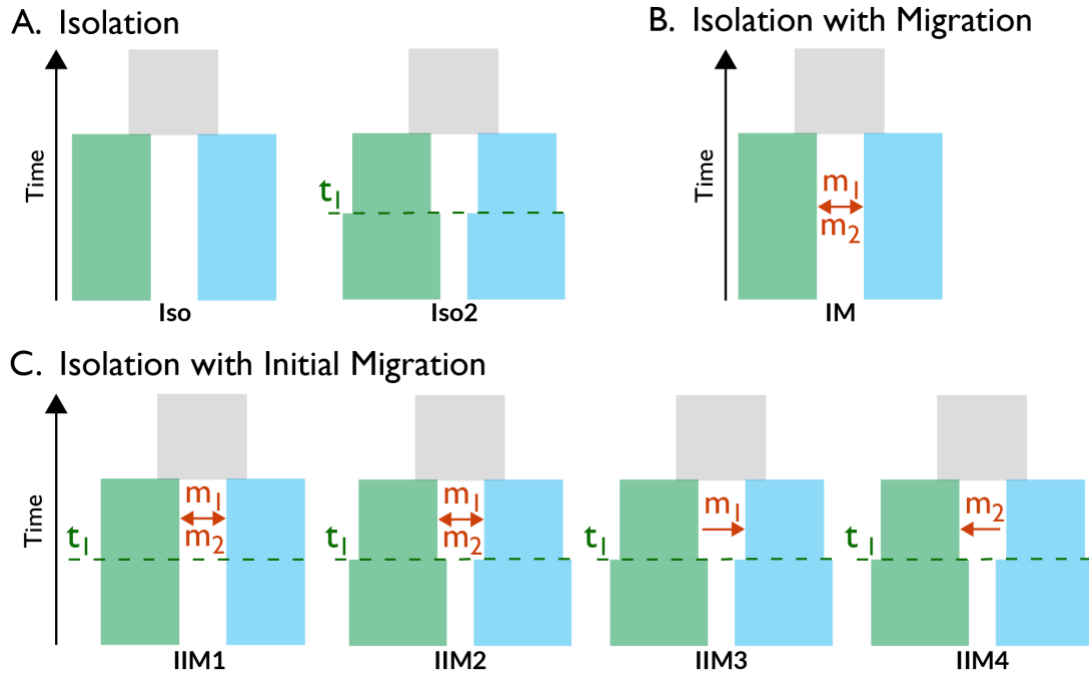 A. Isolation
B. Isolation with Migration
Time
t₁
Iso
Iso2
Time
m₁
m₂
IM
C. Isolation with Initial Migration
Time
t₁
m₁
m₂
IIM1
t₁
m₁
m₂
IIM2
t₁
m₁
IIM3
t₁
m₂
IIM4